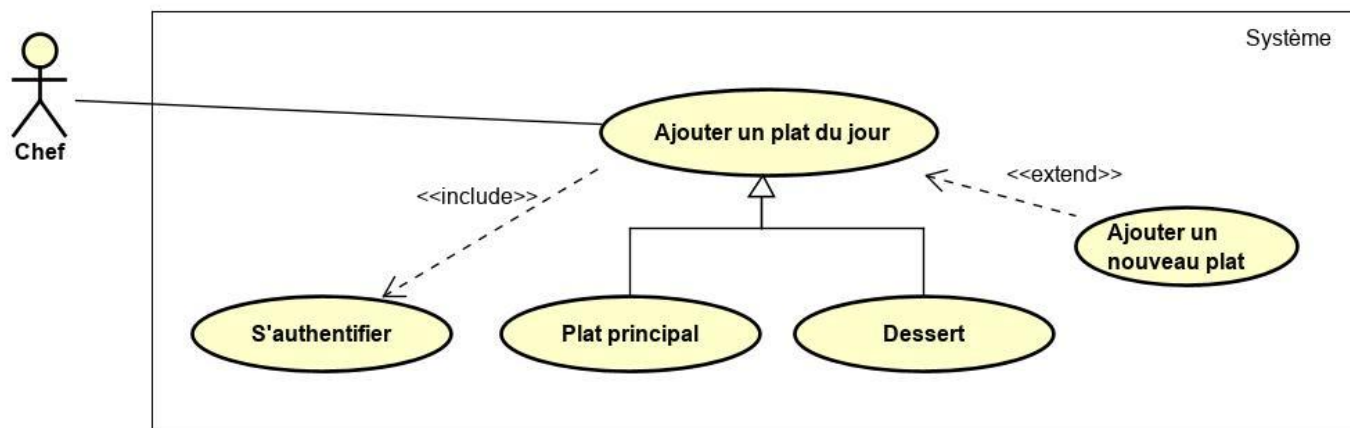 Système
Ajouter un plat du jour
Chef
<<extend>>
<<include>>
Ajouter un
nouveau plat
S'authentifier
Plat principal
Dessert